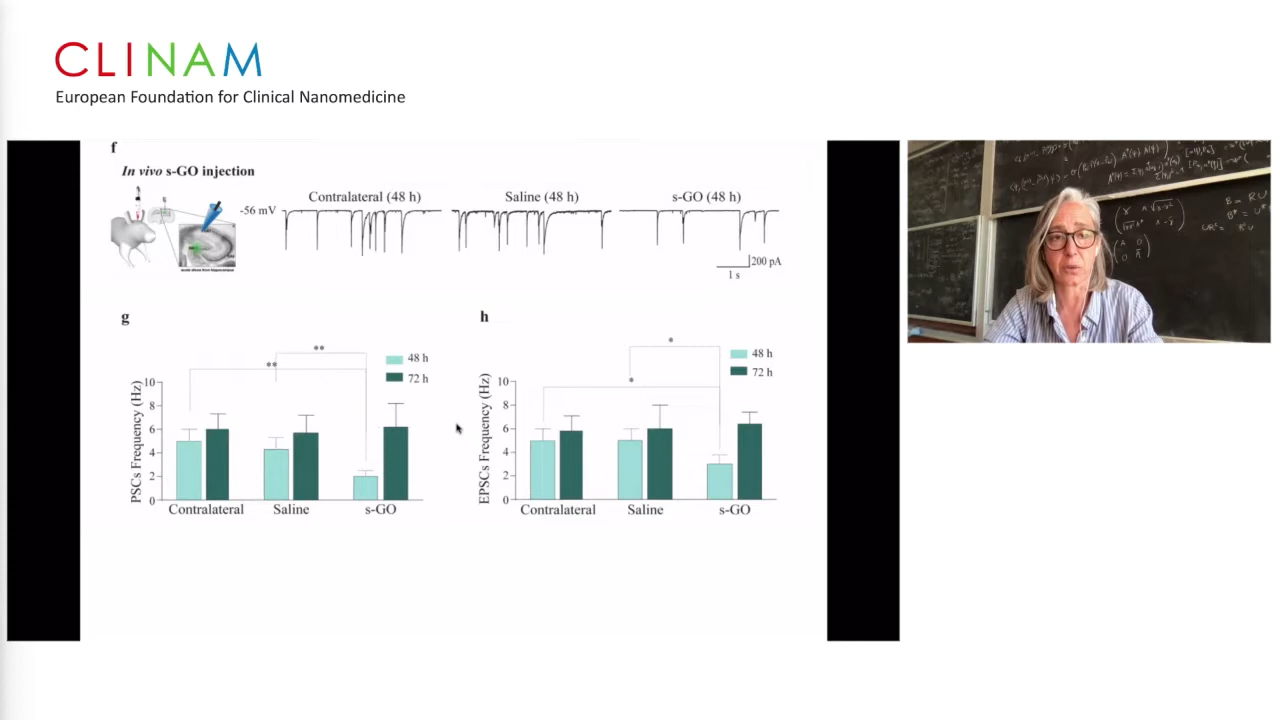 CLINAM
European Foundation for Clinical Nanomedicine
f
In vivo s-GO injection
Contralateral (48 h)
Saline (48 h)
s-GO (48 h)
-56 mV
200 pA
1 s
g
**
**
48 h
72 h
PSCs Frequency (Hz)
10
8
6
4
2
0
Contralateral
Saline
s-GO
h
*
*
48 h
72 h
EPSCs Frequency (Hz)
10
8
6
4
2
0
Contralateral
Saline
s-GO